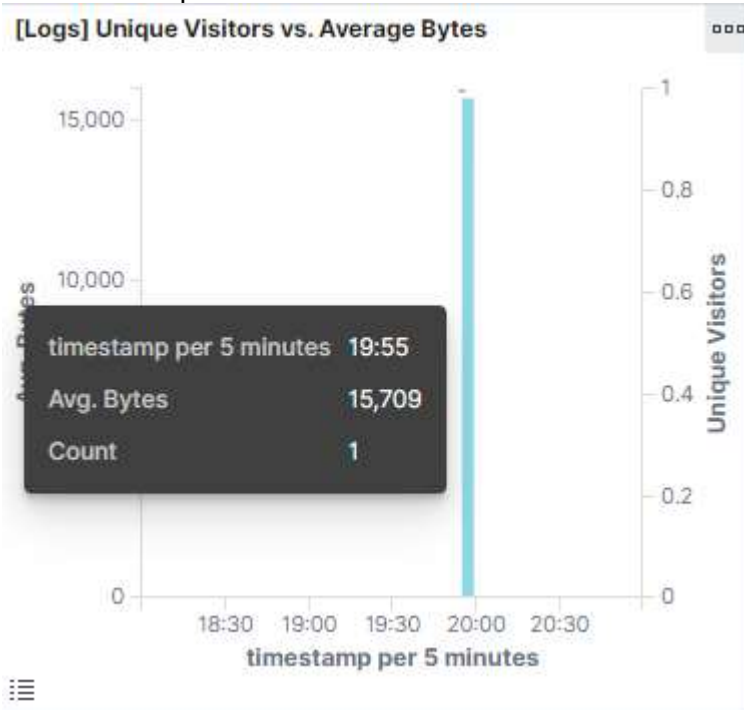 [Logs] Unique Visitors vs. Average Bytes
15,000
10,000
0
timestamp per 5 minutes 19:55
Avg. Bytes 15,709
Count 1
1
0.8
0.6
0.4
0.2
0
Unique Visitors
18:30 19:00 19:30 20:00 20:30
timestamp per 5 minutes